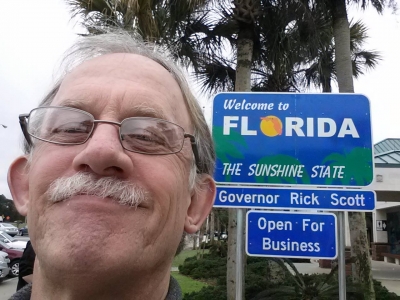 Welcome to
FLORIDA
THE SUNSHINE STATE
Governor Rick Scott
Open For
Business